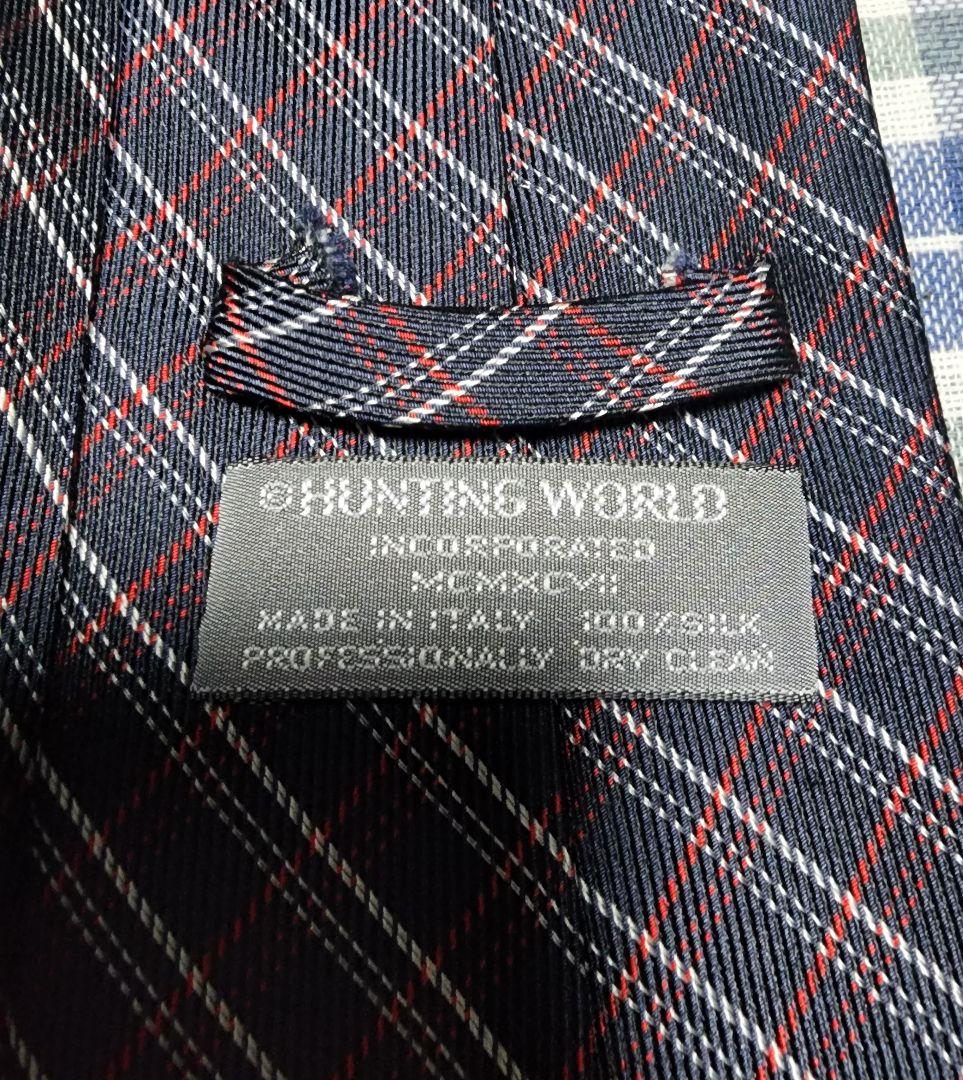 ©HUNTING WORLD
INCORPORATED
MCMXCVII
MADE IN ITALY 100%SILK
PROFESSIONALLY DRY CLEAN